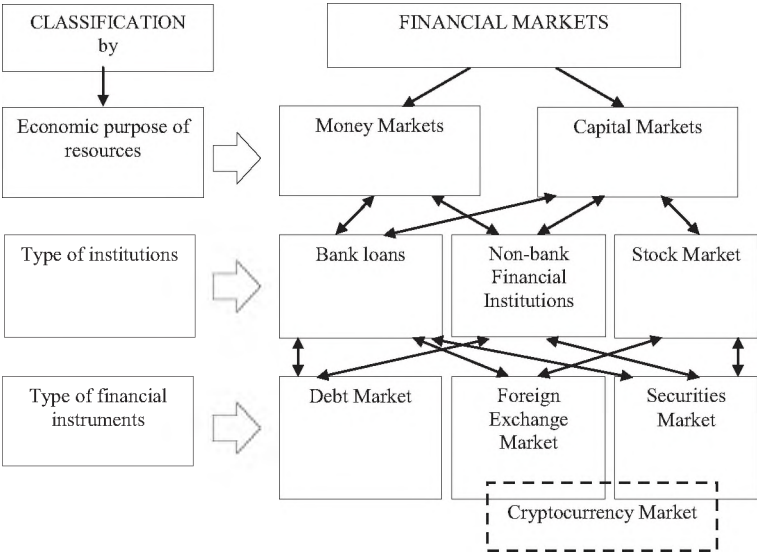 CLASSIFICATION
by
FINANCIAL MARKETS
Economic purpose of
resources
Money Markets
Capital Markets
Type of institutions
Bank loans
Non-bank
Financial
Institutions
Stock Market
Type of financial
instruments
Debt Market
Foreign
Exchange
Market
Securities
Market
Cryptocurrency Market